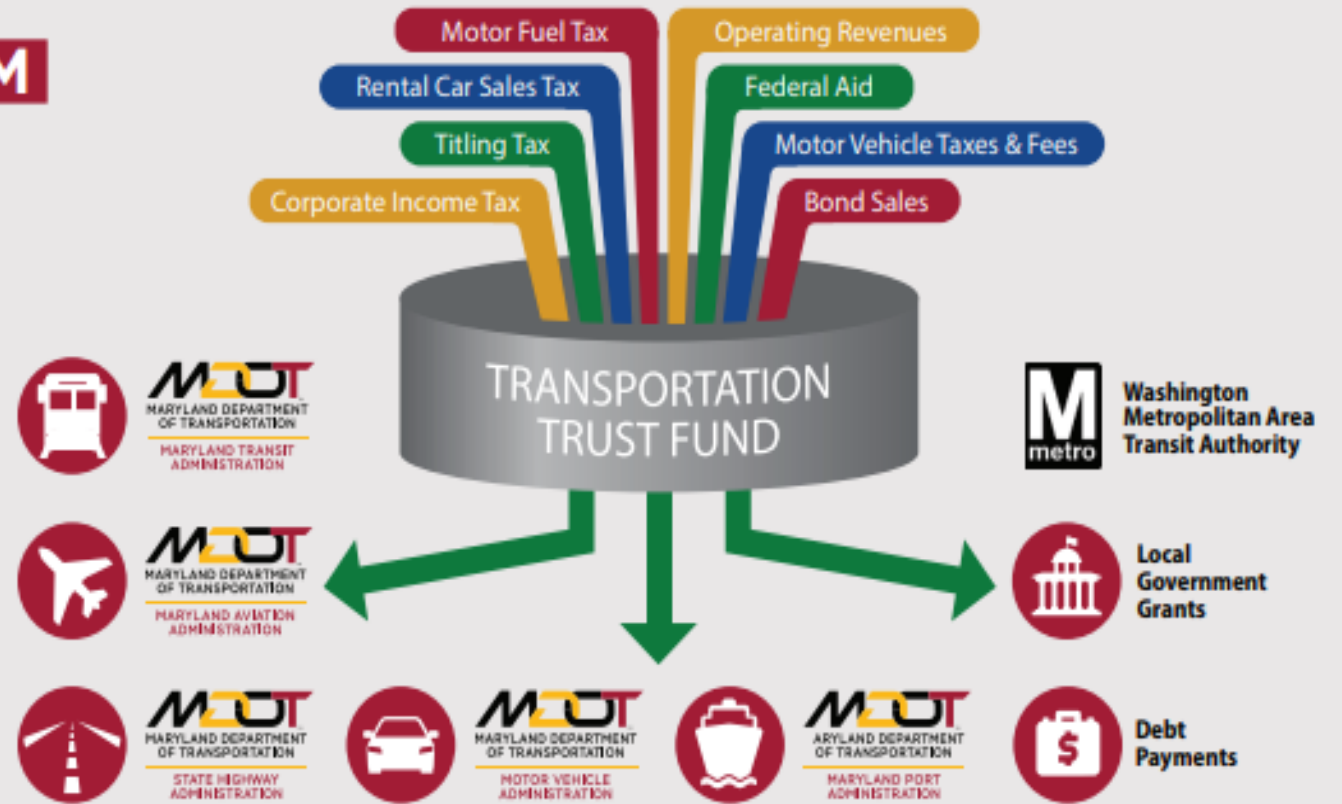 M
Motor Fuel Tax
Operating Revenues
Rental Car Sales Tax
Federal Aid
Titling Tax
Motor Vehicle Taxes & Fees
Corporate Income Tax
Bond Sales
TRANSPORTATION
TRUST FUND
MDOT
MARYLAND DEPARTMENT
OF TRANSPORTATION
MARYLAND TRANSIT
ADMINISTRATION
M
metro
Washington
Metropolitan Area
Transit Authority
MDOT
MARYLAND DEPARTMENT
OF TRANSPORTATION
MARYLAND AVIATION
ADMINISTRATION
Local
Government
Grants
MDOT
MARYLAND DEPARTMENT
OF TRANSPORTATION
STATE HIGHWAY
ADMINISTRATION
MDOT
MARYLAND DEPARTMENT
OF TRANSPORTATION
MOTOR VEHICLE
ADMINISTRATION
MDOT
ARYLAND DEPARTMENT
OF TRANSPORTATION
MARYLAND PORT
ADMINISTRATION
$
Debt
Payments